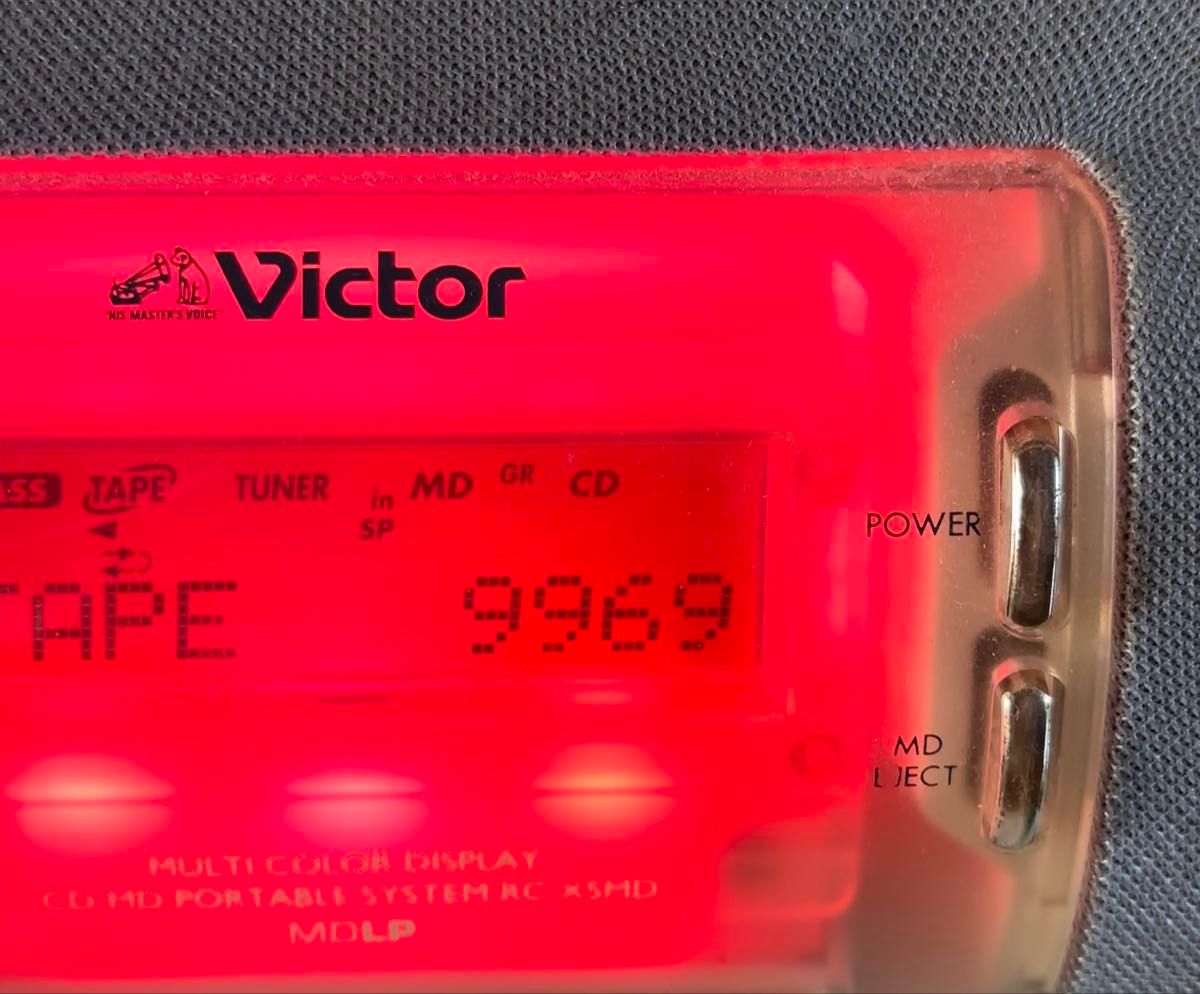 Victor
"HIS MASTER'S VOICE"
TAPE TUNER in MD GR CD
SP
TAPE 9969
POWER
MD
EJECT
MULTI COLOR DISPLAY
CD-MD PORTABLE SYSTEM RC-X5MD
MDLP